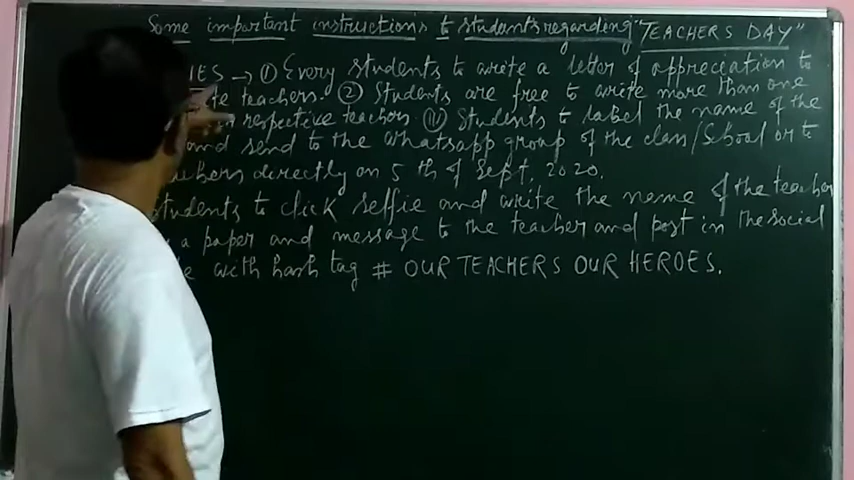 Some important instructions to students regarding "TEACHERS DAY"
IES → ① Every students to write a letter of appreciation to
te teachers. ② Students are free to write more than one
respective teachers. (iv) Students to label the name of the
and send to the whatsapp group of the class/School or to
directly on 5 th of Sept, 2020.
students to click selfie and write the name of the teacher
a paper and message to the teacher and post in the social
with hash tag # OUR TEACHERS OUR HEROES.